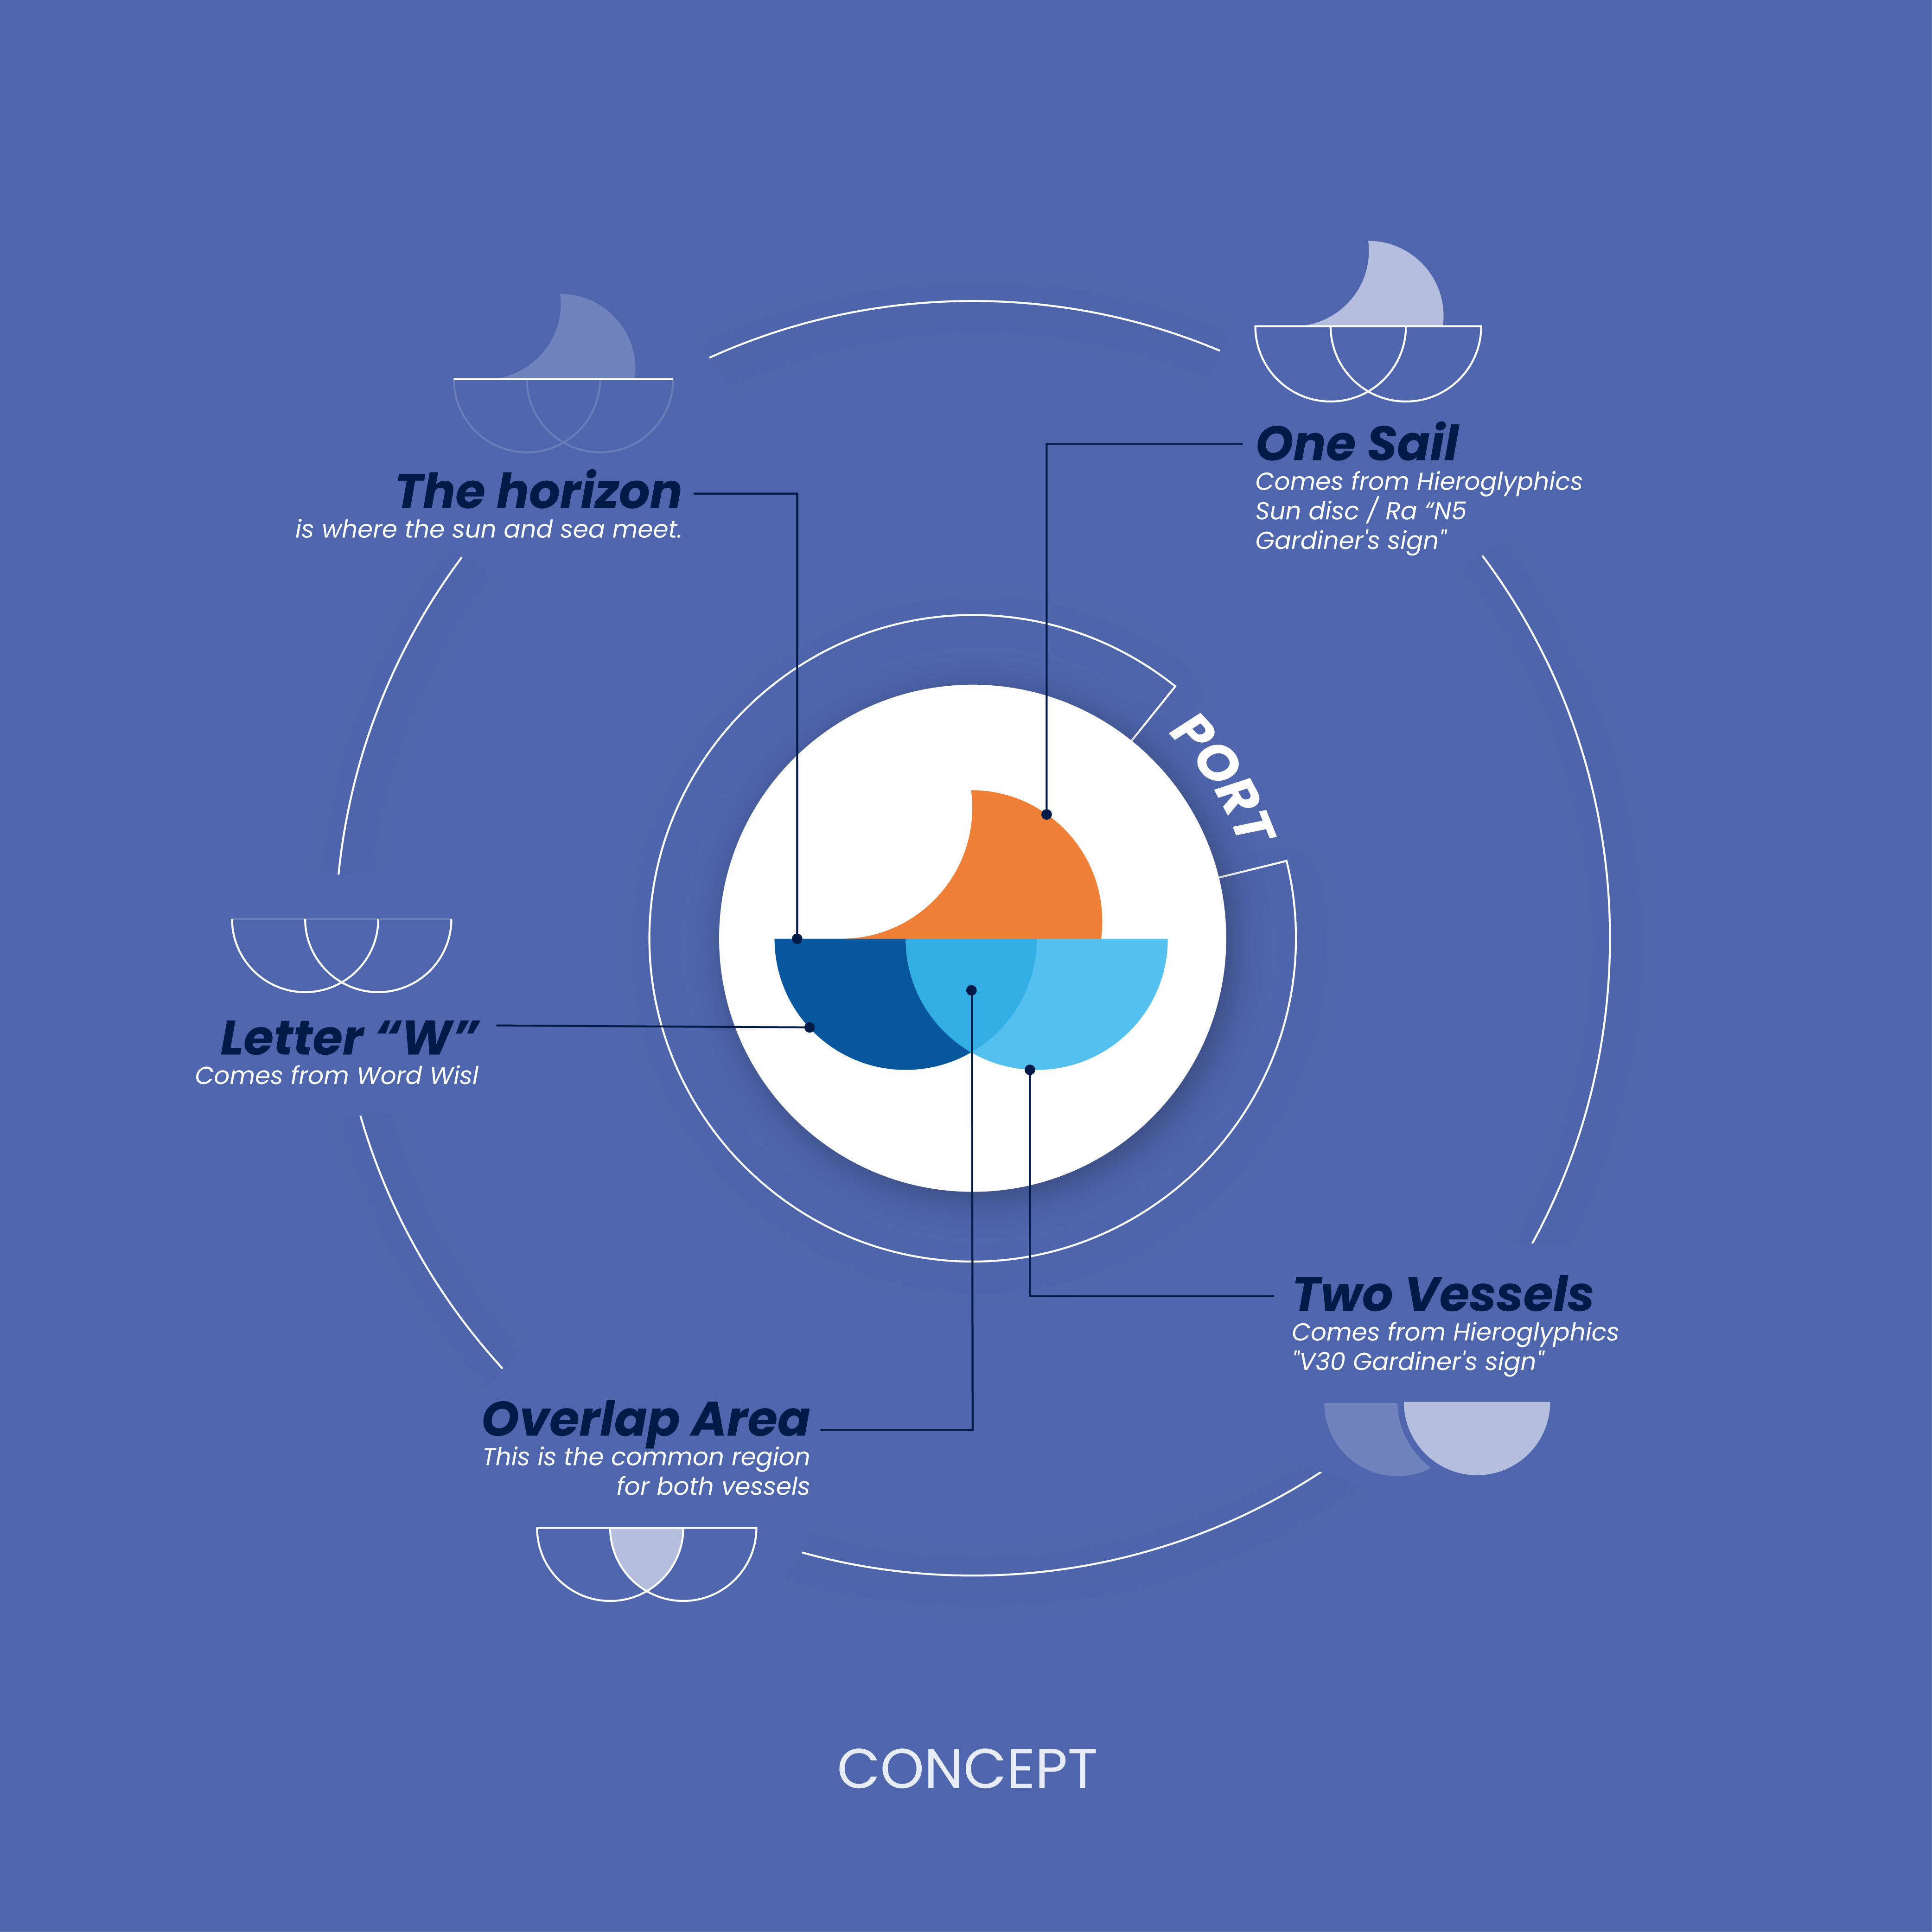 One Sail
Comes from Hieroglyphics
Sun disc / Ra “N5
Gardiner's sign"
The horizon
is where the sun and sea meet.
PORT
Letter “W”
Comes from Word Wisl
Two Vessels
Comes from Hieroglyphics
"V30 Gardiner's sign"
Overlap Area
This is the common region
for both vessels
CONCEPT